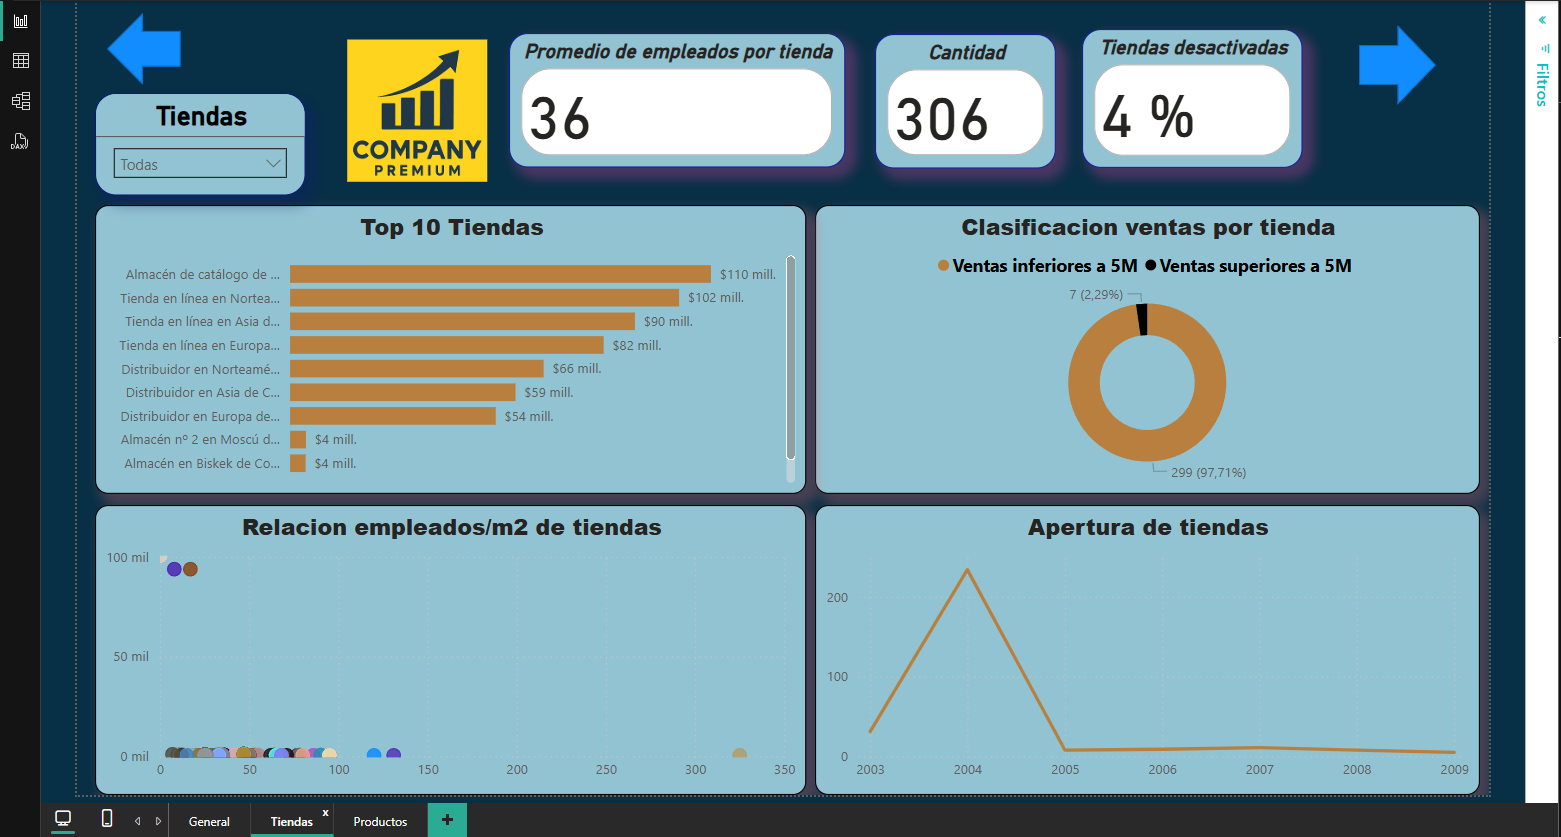 Tiendas
Todas
COMPANY
PREMIUM
Promedio de empleados por tienda
36
Cantidad
306
Tiendas desactivadas
4 %
Filtros
DAX
Top 10 Tiendas
Almacén de catálogo de ... $110 mill.
Tienda en línea en Nortea... $102 mill.
Tienda en línea en Asia d... $90 mill.
Tienda en línea en Europa... $82 mill.
Distribuidor en Norteamé... $66 mill.
Distribuidor en Asia de C... $59 mill.
Distribuidor en Europa de... $54 mill.
Almacén nº 2 en Moscú d... $4 mill.
Almacén en Biskek de Co... $4 mill.
Clasificacion ventas por tienda
Ventas inferiores a 5M Ventas superiores a 5M
7 (2,29%)
299 (97,71%)
Relacion empleados/m2 de tiendas
100 mil
50 mil
0 mil
0 50 100 150 200 250 300 350
Apertura de tiendas
200
100
0
2003 2004 2005 2006 2007 2008 2009
General Tiendas x Productos +